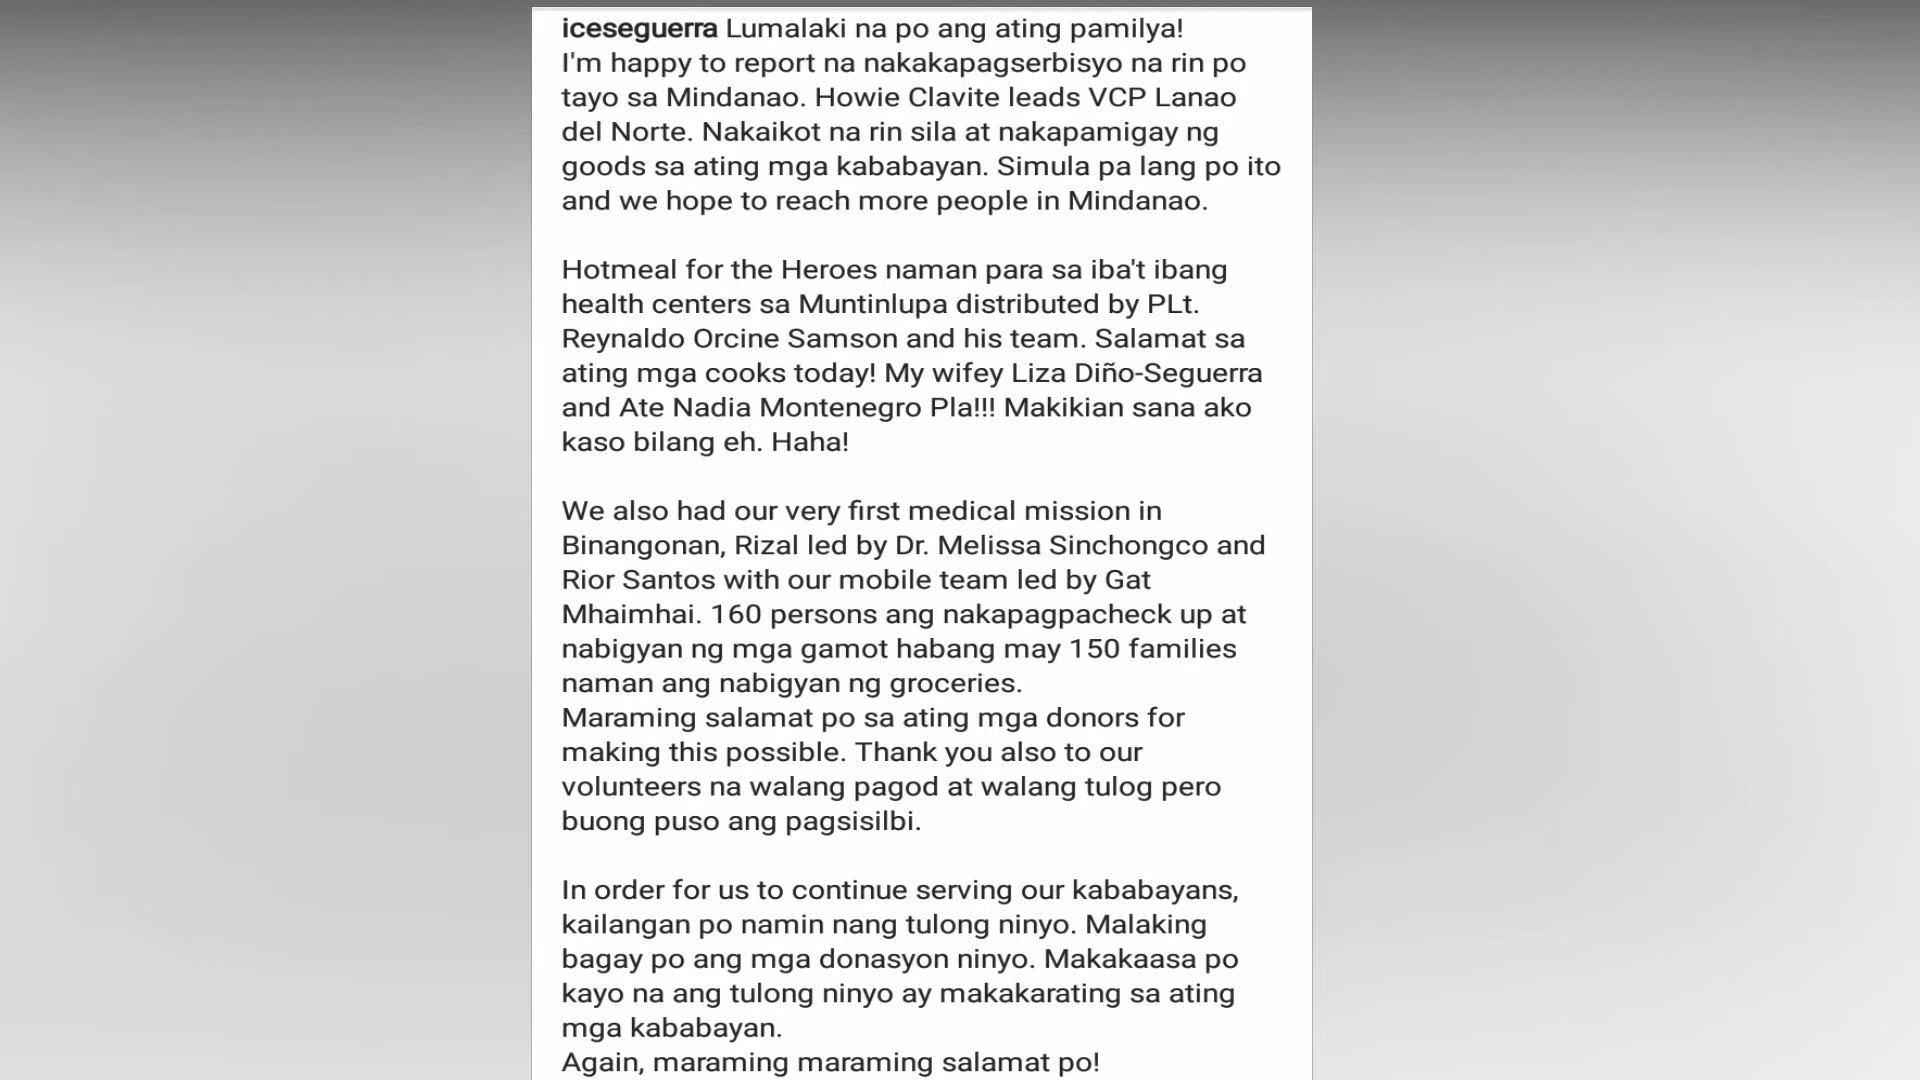 iceseguerra Lumalaki na po ang ating pamilya!
I'm happy to report na nakakapagserbisyo na rin po
tayo sa Mindanao. Howie Clavite leads VCP Lanao
del Norte. Nakaikot na rin sila at nakapamigay ng
goods sa ating mga kababayan. Simula pa lang po ito
and we hope to reach more people in Mindanao.
Hotmeal for the Heroes naman para sa iba't ibang
health centers sa Muntinlupa distributed by PLt.
Reynaldo Orcine Samson and his team. Salamat sa
ating mga cooks today! My wifey Liza Diño-Seguerra
and Ate Nadia Montenegro Pla!!! Makikian sana ako
kaso bilang eh. Haha!
We also had our very first medical mission in
Binangonan, Rizal led by Dr. Melissa Sinchongco and
Rior Santos with our mobile team led by Gat
Mhaimhai. 160 persons ang nakapagpacheck up at
nabigyan ng mga gamot habang may 150 families
naman ang nabigyan ng groceries.
Maraming salamat po sa ating mga donors for
making this possible. Thank you also to our
volunteers na walang pagod at walang tulog pero
buong puso ang pagsisilbi.
In order for us to continue serving our kababayans,
kailangan po namin nang tulong ninyo. Malaking
bagay po ang mga donasyon ninyo. Makakaasa po
kayo na ang tulong ninyo ay makakarating sa ating
mga kababayan.
Again, maraming maraming salamat po!